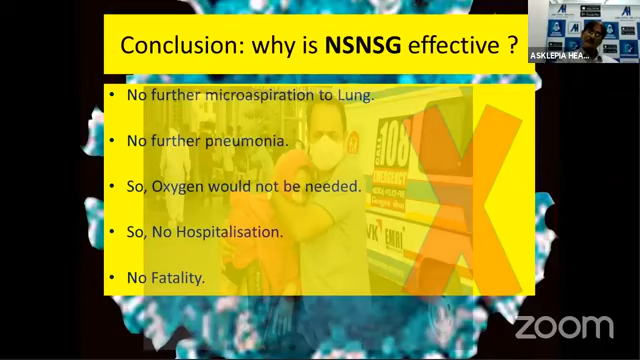 Conclusion: why is NSNSG effective ?
ASKLEPIA HEA...
• No further microaspiration to Lung.
• No further pneumonia.
• So, Oxygen would not be needed.
• So, No Hospitalisation.
• No Fatality.
108
EMERGENCY
EMRI
zoom